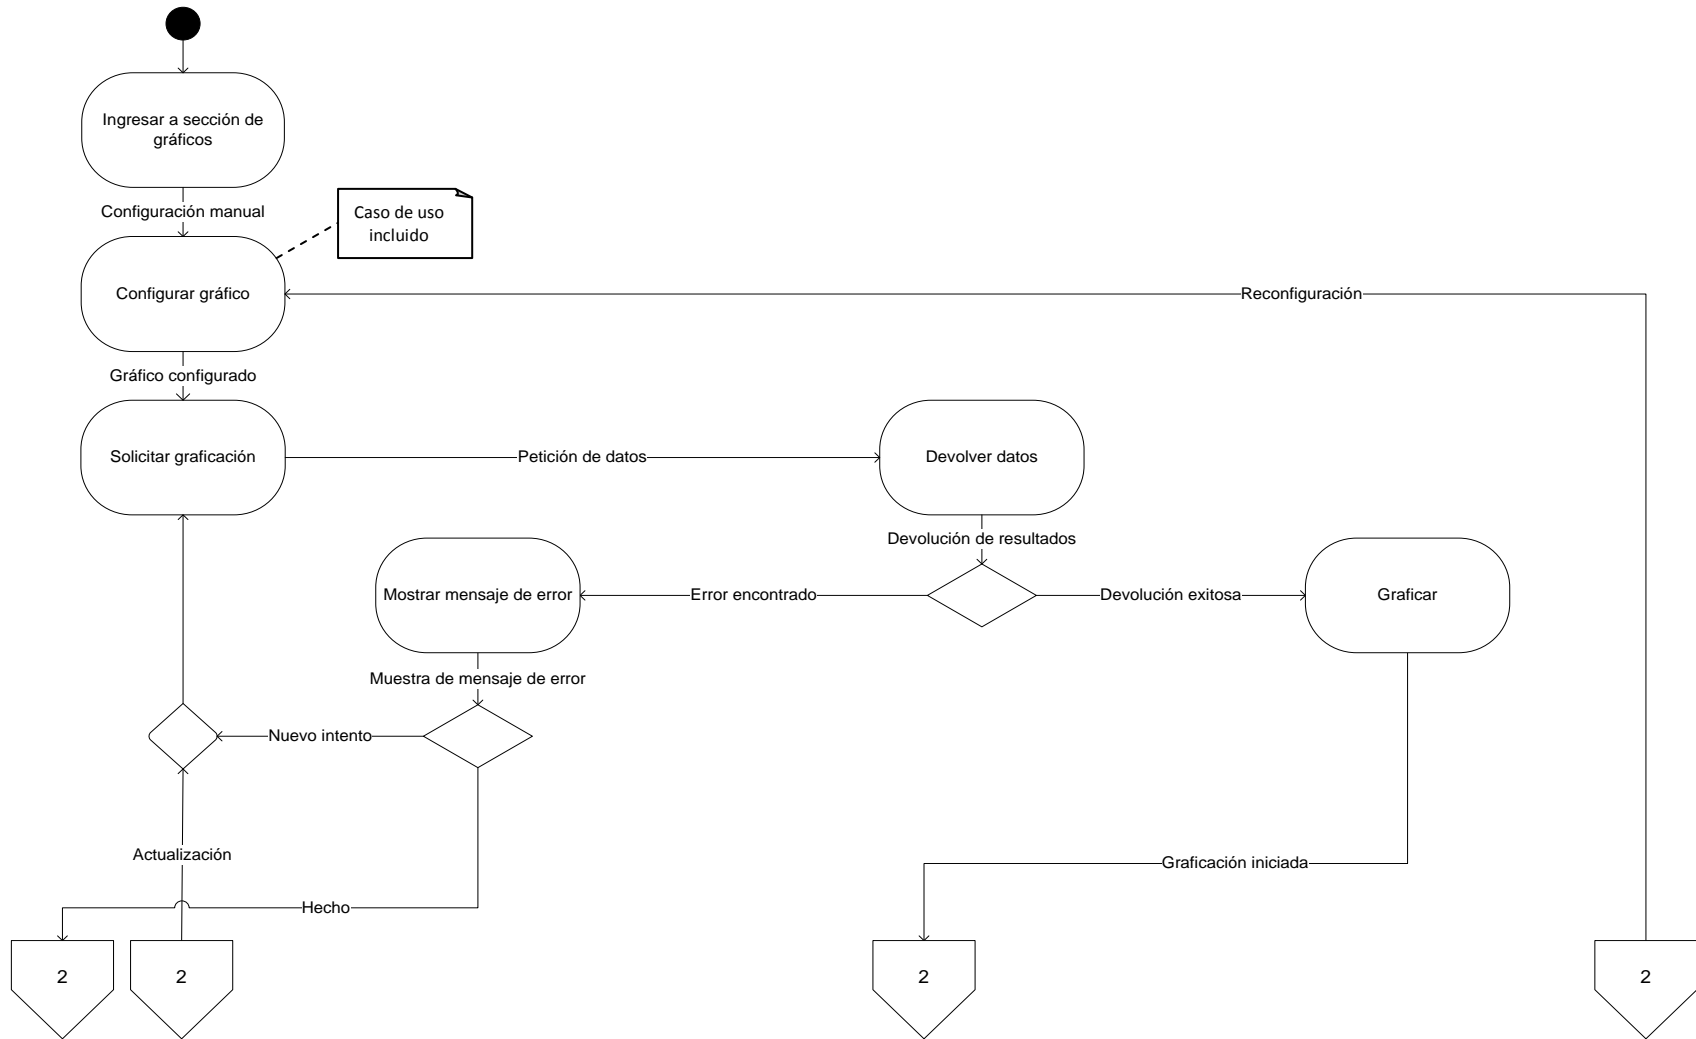 Ingresar a sección de
gráficos
Configuración manual
Caso de uso
incluido
Configurar gráfico
Reconfiguración
Gráfico configurado
Solicitar graficación
Petición de datos
Devolver datos
Devolución de resultados
Mostrar mensaje de error
Error encontrado
Devolución exitosa
Graficar
Muestra de mensaje de error
Nuevo intento
Actualización
Graficación iniciada
Hecho
2
2
2
2